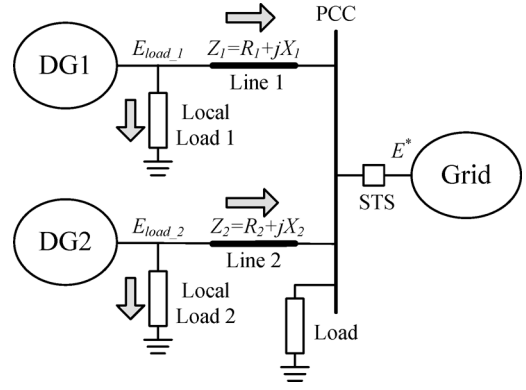 PCC
DG1
E_load_1
Z_1=R_1+jX_1
Line 1
Local
Load 1
E*
Grid
STS
DG2
E_load_2
Z_2=R_2+jX_2
Line 2
Local
Load 2
Load